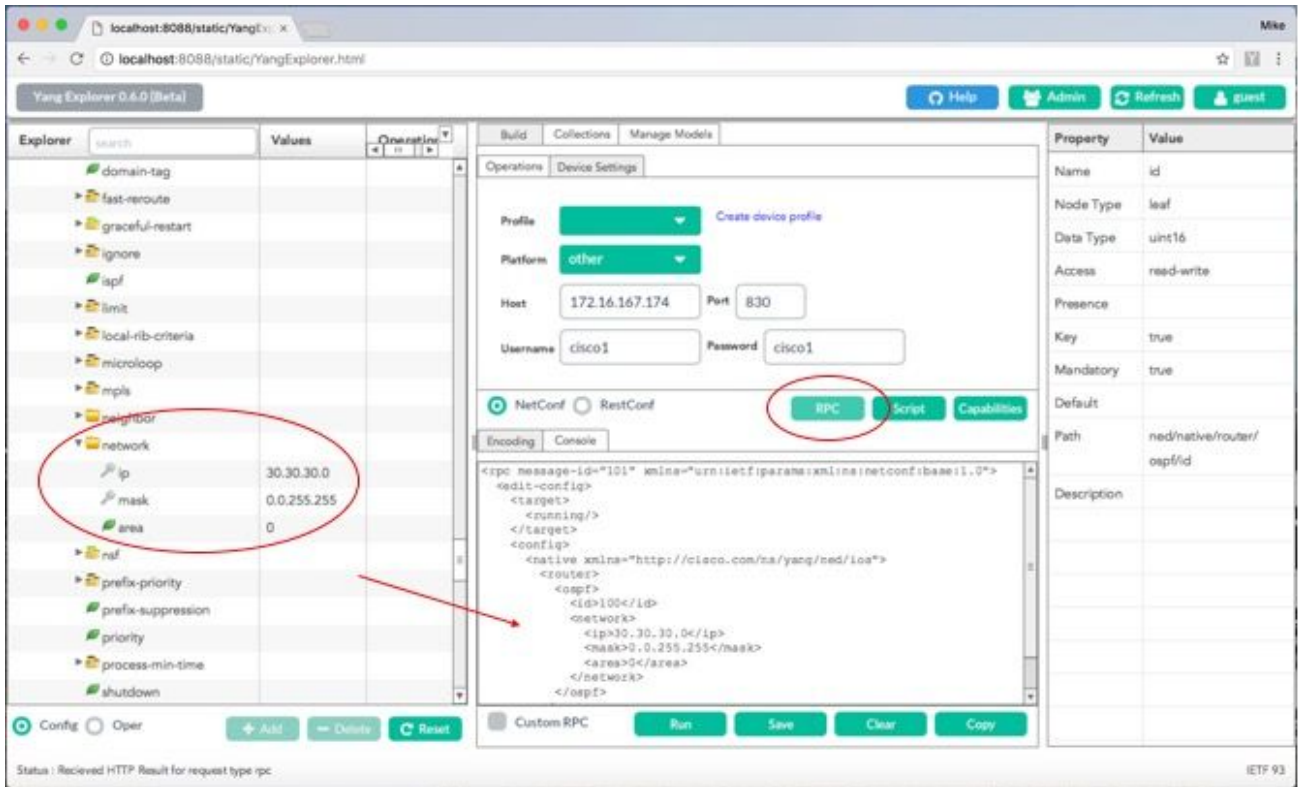 localhost:8088/static/YangEx
Mike
localhost:8088/static/YangExplorer.html
Yang Explorer 0.6.0 (Beta)
Help
Admin
Refresh
guest
Explorer
search
Values
Operation
domain-tag
fast-reroute
graceful-restart
ignore
ispf
limit
local-rib-criteria
microloop
mpls
neighbor
network
ip 30.30.30.0
mask 0.0.255.255
area 0
nsf
prefix-priority
prefix-suppression
priority
process-min-time
shutdown
Config Oper
Add Delete Reset
Build Collections Manage Models
Operations Device Settings
Profile Create device profile
Platform other
Host 172.16.167.174 Port 830
Username cisco1 Password cisco1
NetConf RestConf RPC Script Capabilities
Encoding Console
<rpc message-id="101" xmlns="urn:ietf:params:xml:ns:netconf:base:1.0">
<edit-config>
<target>
<running/>
</target>
<config>
<native xmlns="http://cisco.com/ns/yang/ned/ios">
<router>
<ospf>
<id>100</id>
<network>
<ip>30.30.30.0</ip>
<mask>0.0.255.255</mask>
<area>0</area>
</network>
</ospf>
Custom RPC Run Save Clear Copy
Property Value
Name id
Node Type leaf
Data Type uint16
Access read-write
Presence
Key true
Mandatory true
Default
Path ned/native/router/
ospf/id
Description
Status : Recieved HTTP Result for request type rpc
IETF 93